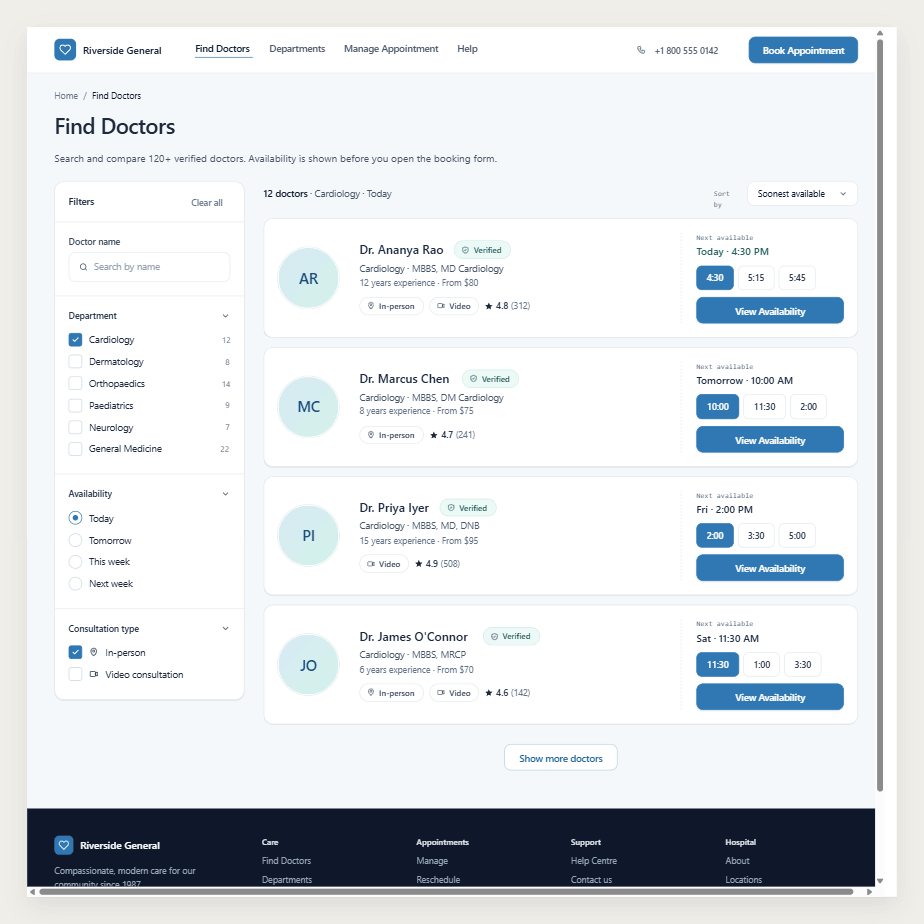 Riverside General
Find Doctors
Departments
Manage Appointment
Help
+1 800 555 0142
Book Appointment
Home / Find Doctors
Find Doctors
Search and compare 120+ verified doctors. Availability is shown before you open the booking form.
Filters
Clear all
Doctor name
Search by name
Department
Cardiology 12
Dermatology 8
Orthopaedics 14
Paediatrics 9
Neurology 7
General Medicine 22
Availability
Today
Tomorrow
This week
Next week
Consultation type
In-person
Video consultation
12 doctors · Cardiology · Today
Sort
by
Soonest available
AR
Dr. Ananya Rao
Verified
Cardiology · MBBS, MD Cardiology
12 years experience · From $80
In-person
Video
★ 4.8 (312)
Next available
Today · 4:30 PM
4:30
5:15
5:45
View Availability
MC
Dr. Marcus Chen
Verified
Cardiology · MBBS, DM Cardiology
8 years experience · From $75
In-person
★ 4.7 (241)
Next available
Tomorrow · 10:00 AM
10:00
11:30
2:00
View Availability
PI
Dr. Priya Iyer
Verified
Cardiology · MBBS, MD, DNB
15 years experience · From $95
Video
★ 4.9 (508)
Next available
Fri · 2:00 PM
2:00
3:30
5:00
View Availability
JO
Dr. James O'Connor
Verified
Cardiology · MBBS, MRCP
6 years experience · From $70
In-person
Video
★ 4.6 (142)
Next available
Sat · 11:30 AM
11:30
1:00
3:30
View Availability
Show more doctors
Riverside General
Compassionate, modern care for our
community since 1987.
Care
Find Doctors
Departments
Appointments
Manage
Reschedule
Support
Help Centre
Contact us
Hospital
About
Locations